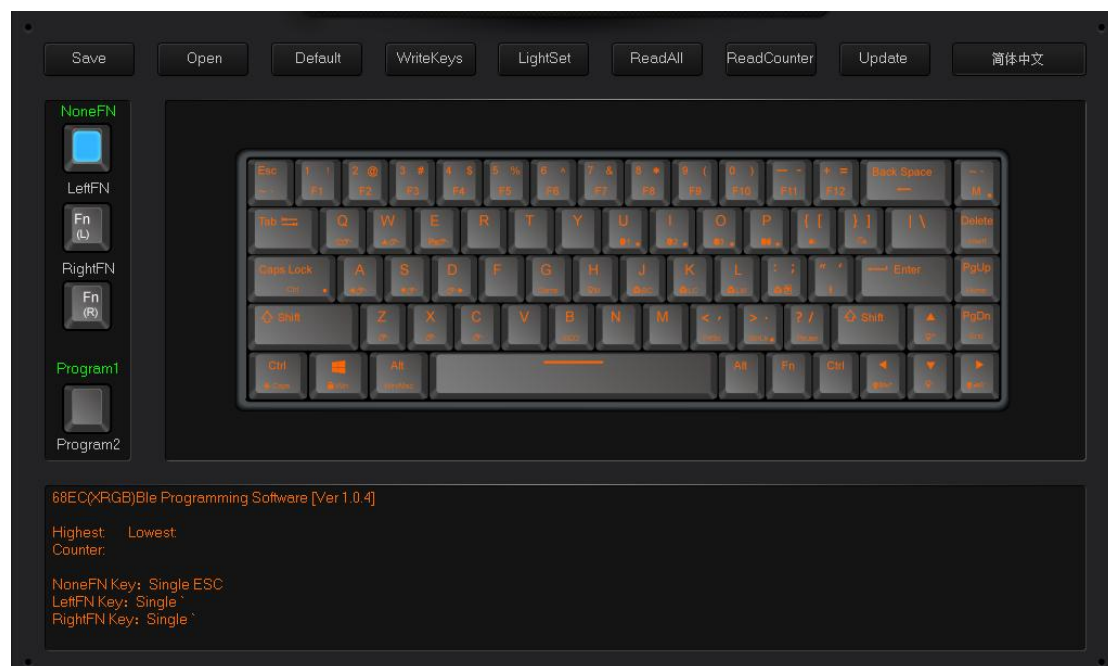 Save Open Default WriteKeys LightSet ReadAll ReadCounter Update 简体中文
NoneFN
LeftFN
Fn
(L)
RightFN
Fn
(R)
Program1
Program2
Esc 1 ! 2 @ 3 # 4 $ 5 % 6 ^ 7 & 8 * 9 ( 0 ) + = Back Space
F1 F2 F3 F4 F5 F6 F7 F8 F9 F10 F11 F12 M
Tab Q W E R T Y U I O P { [ } ] | \ Delete
Caps Lock A S D F G H J K L : ; " ' Enter PgUp
Ctrl
Shift Z X C V B N M < , > . ? / Shift PgDn
Ctrl Alt Alt Fn Ctrl
68EC(XRGB)Ble Programming Software [Ver 1.0.4]
Highest: Lowest:
Counter:
NoneFN Key: Single ESC
LeftFN Key: Single `
RightFN Key: Single `